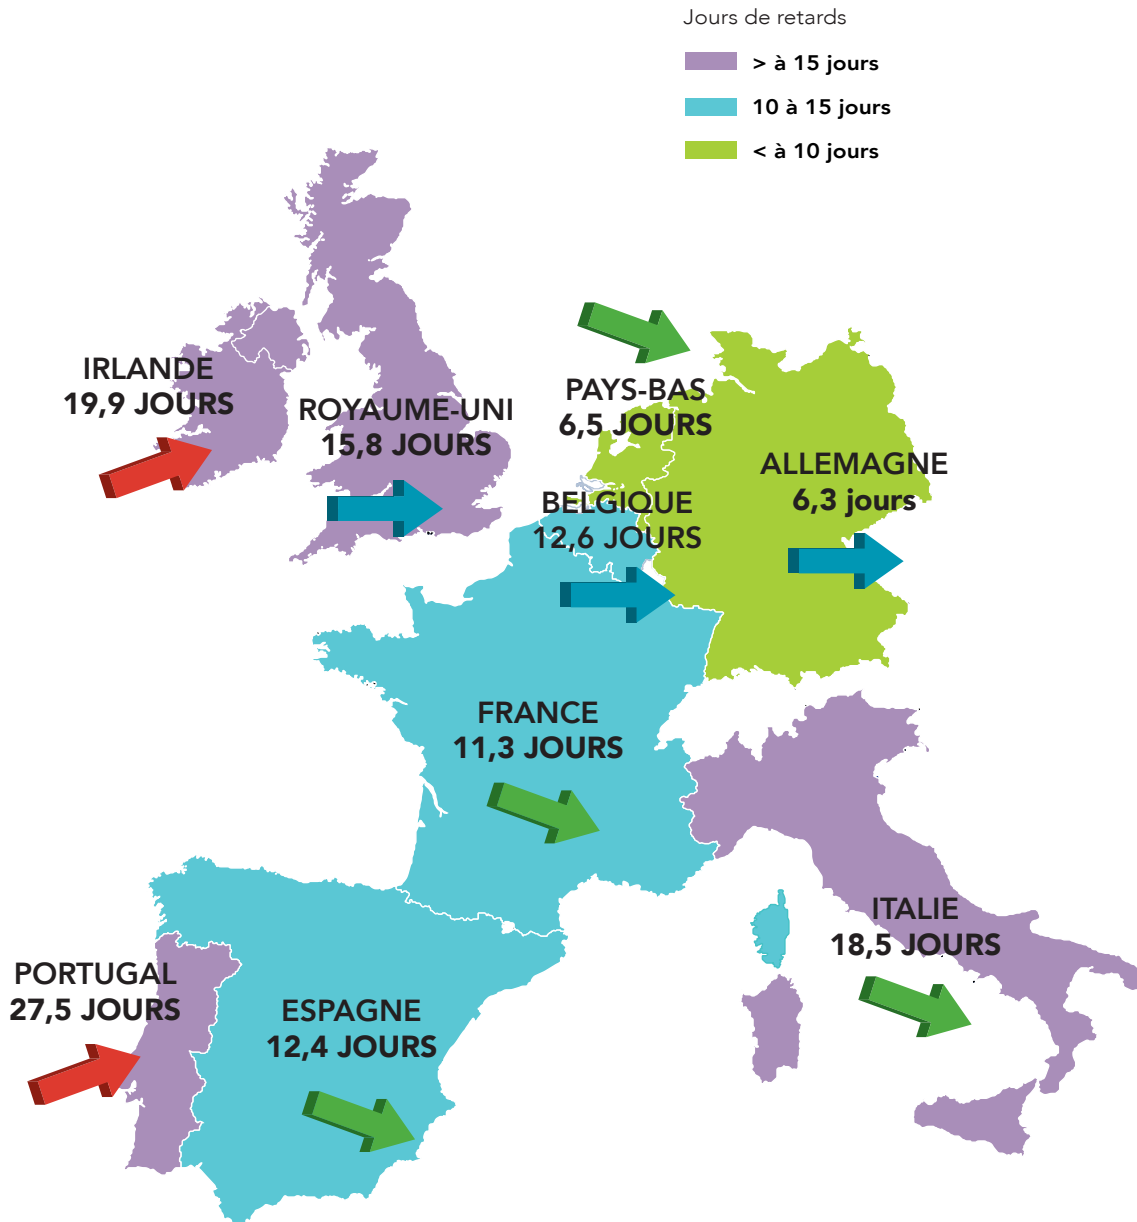 Jours de retards
> à 15 jours
10 à 15 jours
< à 10 jours
IRLANDE
19,9 JOURS
ROYAUME-UNI
15,8 JOURS
PAYS-BAS
6,5 JOURS
ALLEMAGNE
6,3 jours
BELGIQUE
12,6 JOURS
FRANCE
11,3 JOURS
ITALIE
18,5 JOURS
PORTUGAL
27,5 JOURS
ESPAGNE
12,4 JOURS